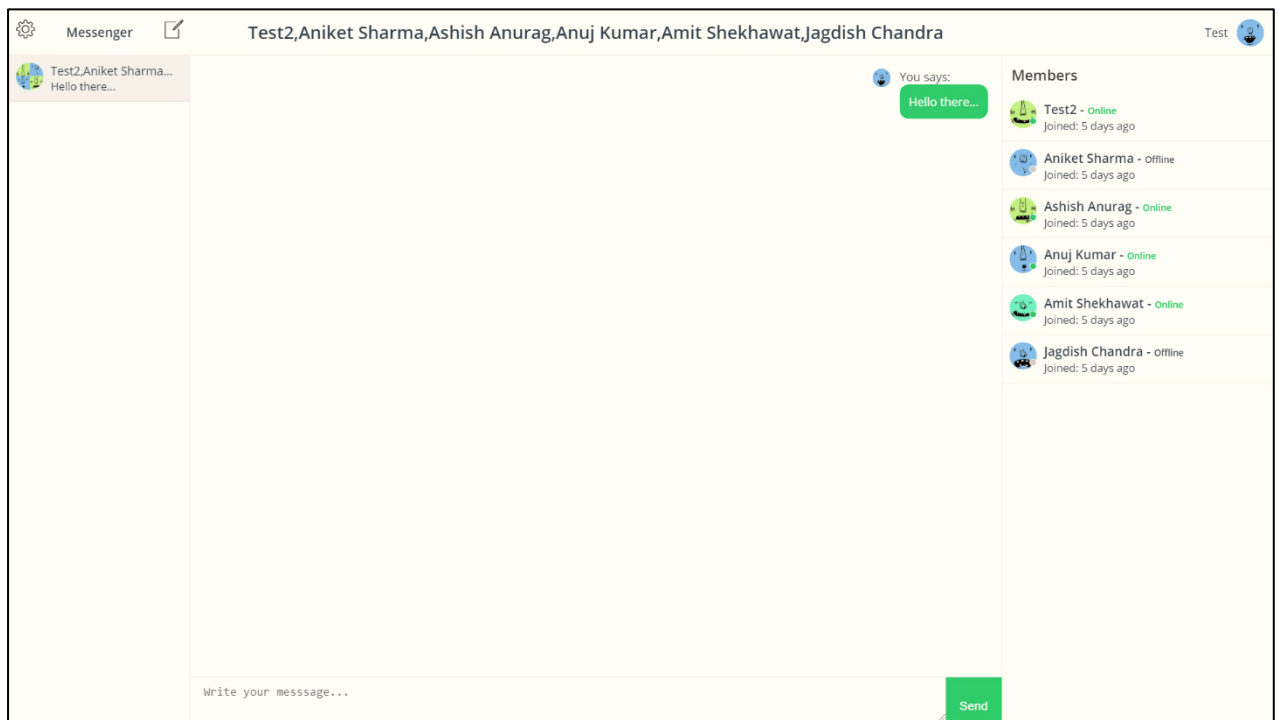 Messenger
Test2,Aniket Sharma,Ashish Anurag,Anuj Kumar,Amit Shekhawat,Jagdish Chandra
Test
Test2,Aniket Sharma...
Hello there...
You says:
Hello there...
Members
Test2 - Online
Joined: 5 days ago
Aniket Sharma - Offline
Joined: 5 days ago
Ashish Anurag - Online
Joined: 5 days ago
Anuj Kumar - Online
Joined: 5 days ago
Amit Shekhawat - Online
Joined: 5 days ago
Jagdish Chandra - Offline
Joined: 5 days ago
Write your messsage...
Send